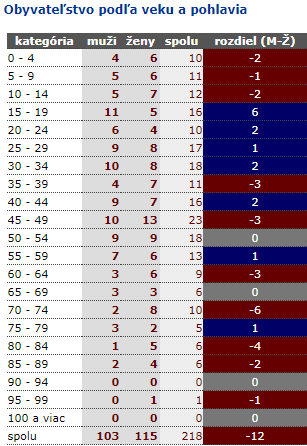 Obyvateľstvo podľa veku a pohlavia
kategória muži ženy spolu rozdiel (M-Ž)
0 - 4 4 6 10 -2
5 - 9 5 6 11 -1
10 - 14 5 7 12 -2
15 - 19 11 5 16 6
20 - 24 6 4 10 2
25 - 29 9 8 17 1
30 - 34 10 8 18 2
35 - 39 4 7 11 -3
40 - 44 9 7 16 2
45 - 49 10 13 23 -3
50 - 54 9 9 18 0
55 - 59 7 6 13 1
60 - 64 3 6 9 -3
65 - 69 3 3 6 0
70 - 74 2 8 10 -6
75 - 79 3 2 5 1
80 - 84 1 5 6 -4
85 - 89 2 4 6 -2
90 - 94 0 0 0 0
95 - 99 0 1 1 -1
100 a viac 0 0 0 0
spolu 103 115 218 -12